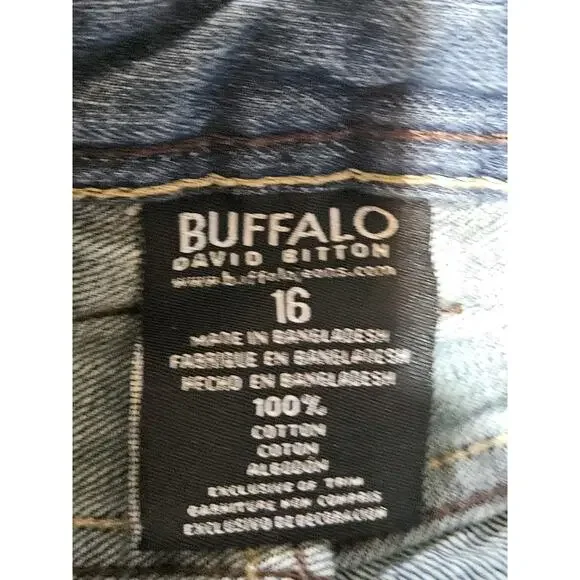 BUFFALO
DAVID BITTON
www.buffalojeans.com
16
MADE IN BANGLADESH
FABRIQUE EN BANGLADESH
HECHO EN BANGLADESH
100%
COTTON
COTON
ALGODÓN
EXCLUSIVE OF TRIM
GARNITURE NON COMPRIS
EXCLUSIVO DE DECORACION